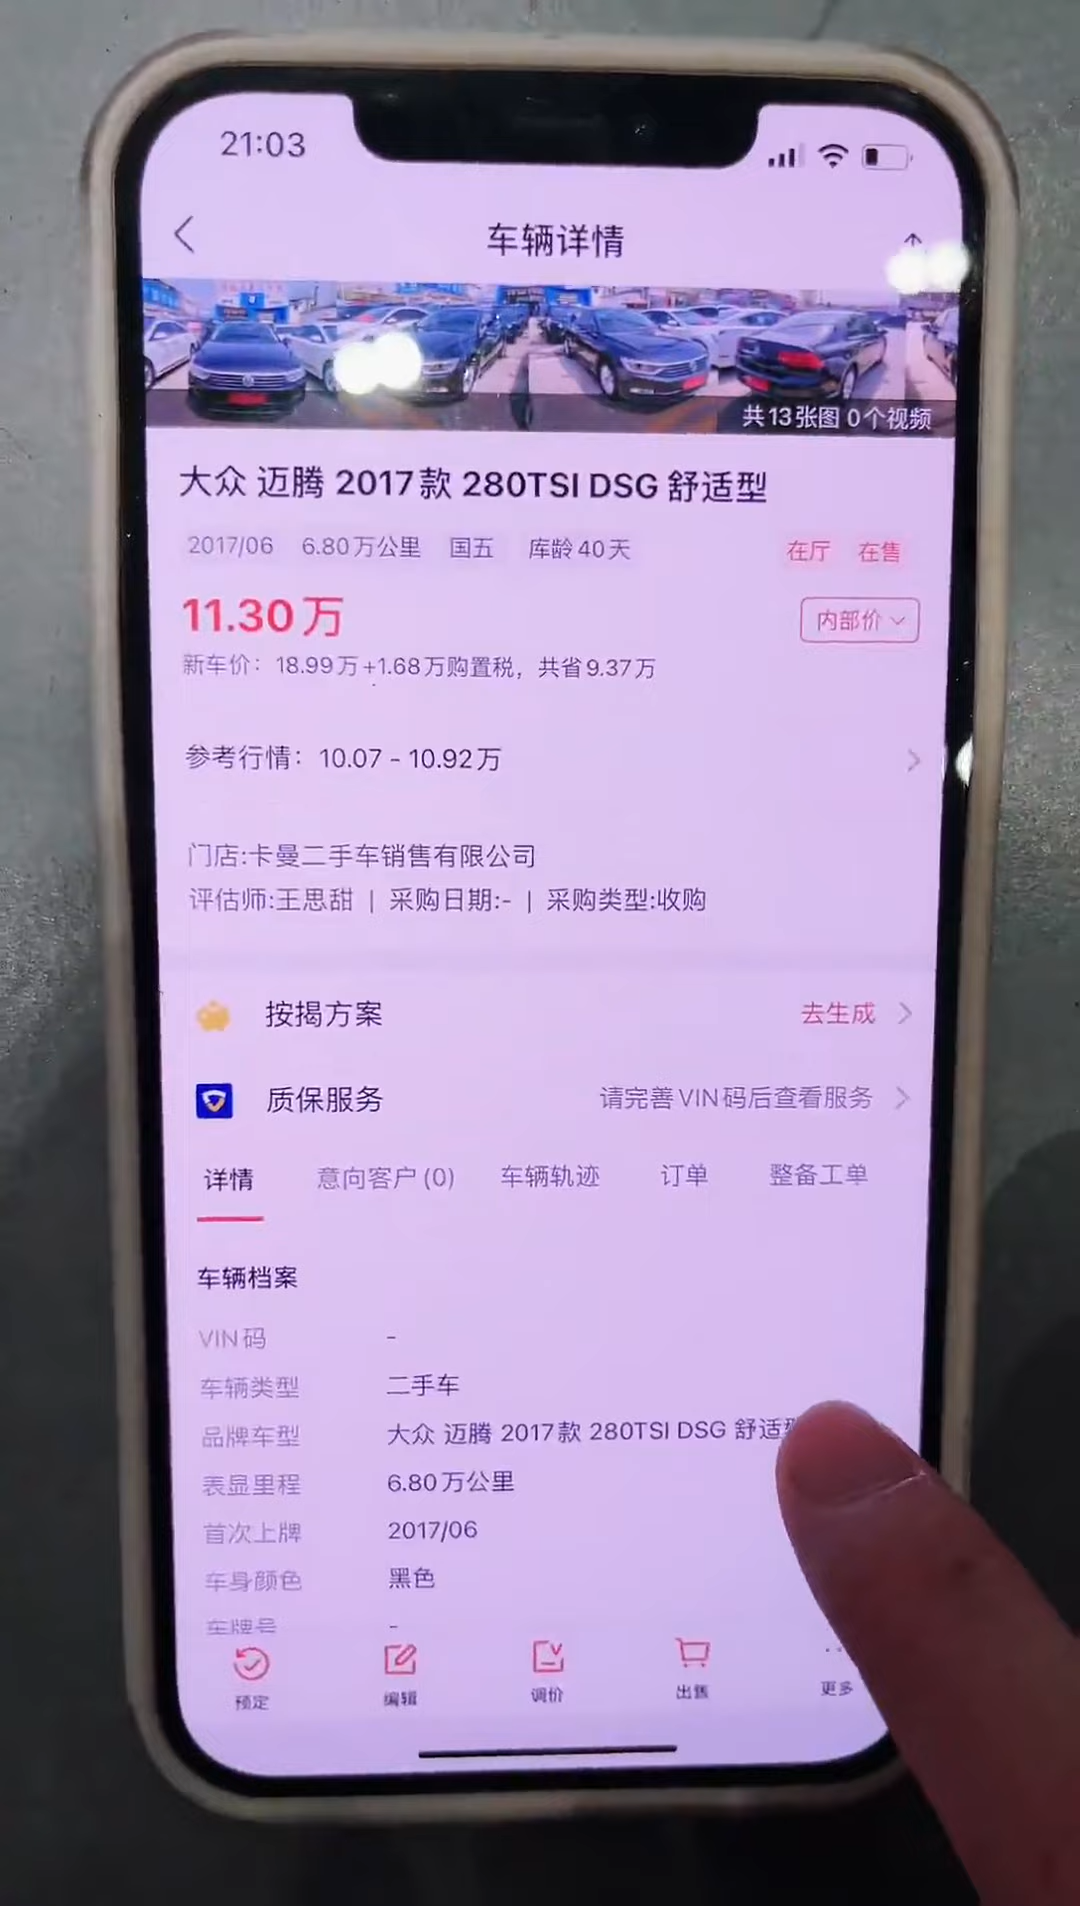 21:03
车辆详情
共13张图 0个视频
大众 迈腾 2017款 280TSI DSG 舒适型
2017/06 6.80万公里 国五 库龄40天 在厅 在售
11.30万 内部价
新车价：18.99万+1.68万购置税，共省9.37万
参考行情：10.07 - 10.92万
门店:卡曼二手车销售有限公司
评估师:王思甜 | 采购日期:- | 采购类型:收购
按揭方案 去生成
质保服务 请完善VIN码后查看服务
详情 意向客户(0) 车辆轨迹 订单 整备工单
车辆档案
VIN码 -
车辆类型 二手车
品牌车型 大众 迈腾 2017款 280TSI DSG 舒适型
表显里程 6.80万公里
首次上牌 2017/06
车身颜色 黑色
车牌号 -
预定 编辑 调价 出售 更多